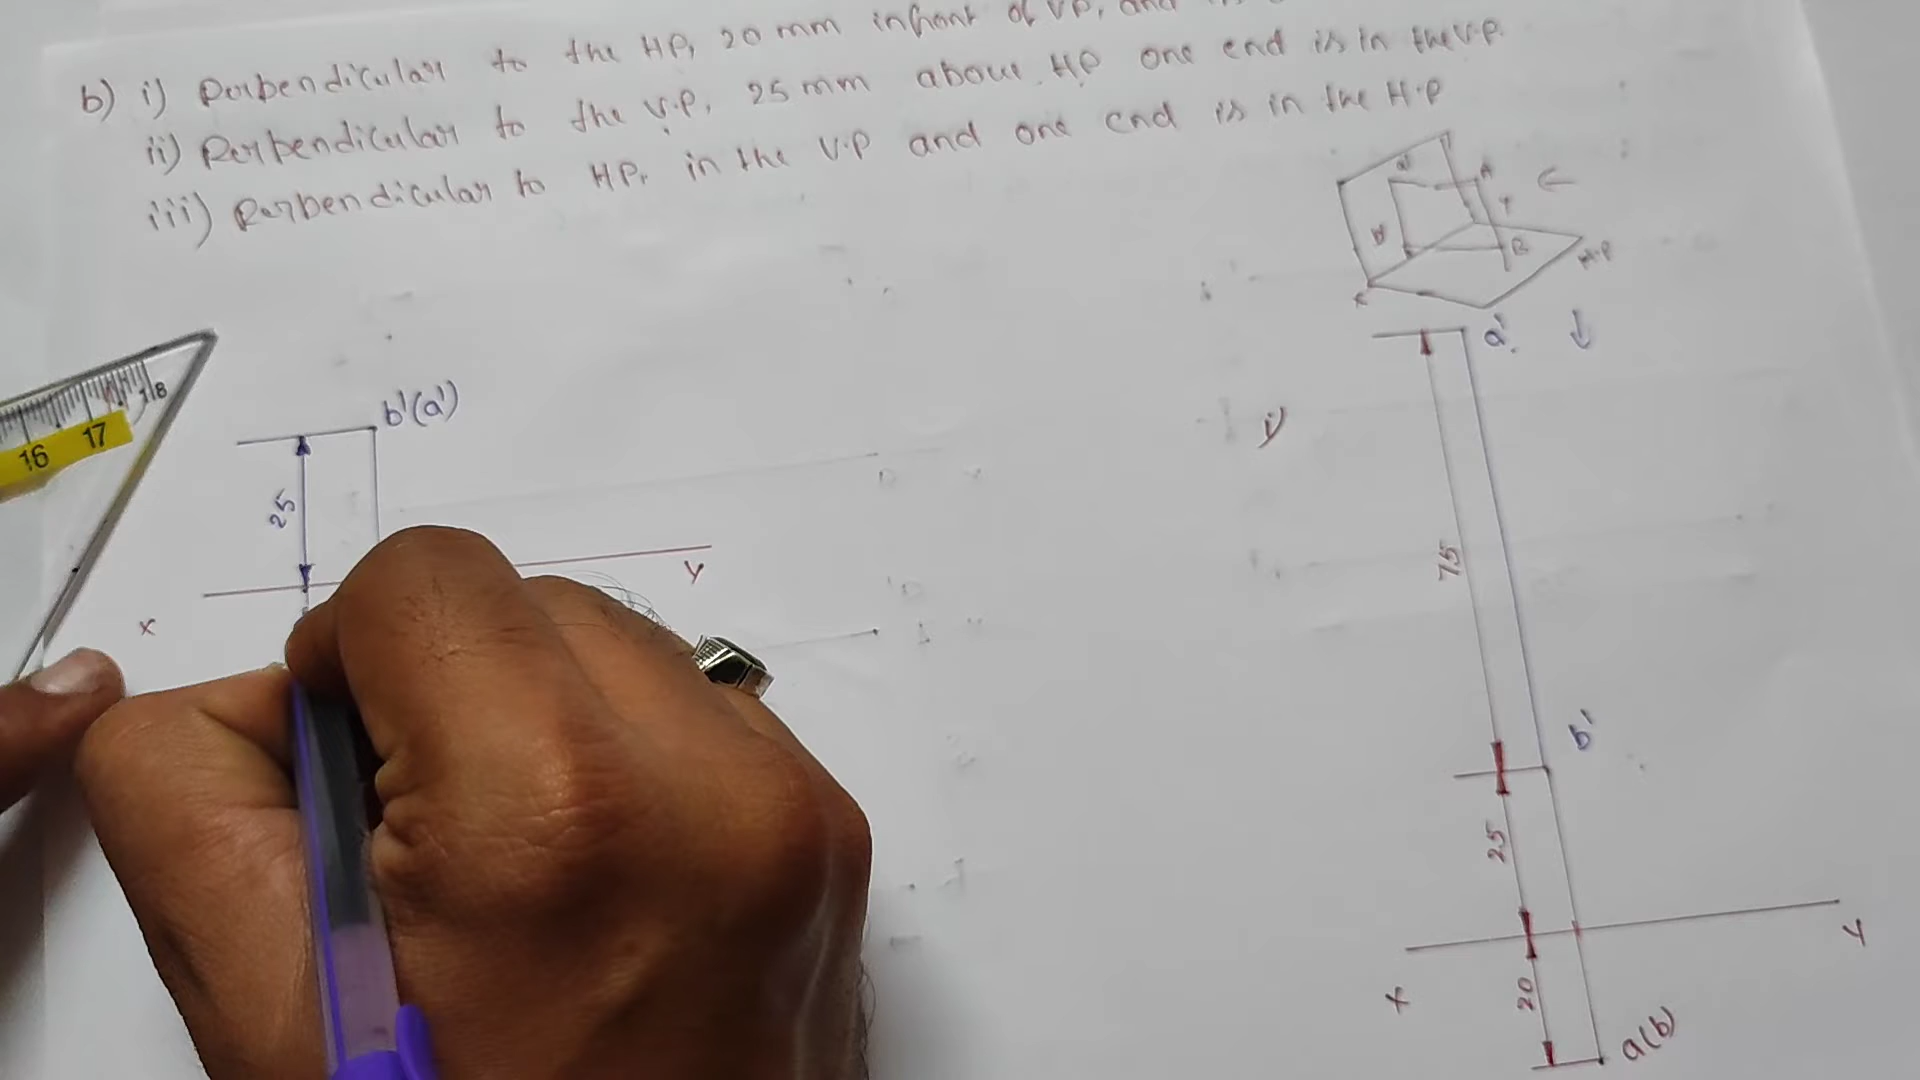 b) i) Perpendicular to the HP, 20 mm infront of VP, and
ii) Perpendicular to the V.P, 25 mm above HP one end is in the V.P.
iii) Perpendicular to HP, in the V.P and one end is in the H.P
a' A
B
H.P
X
a'
i)
18
17
16
b'(a')
25
75
Y
X
b'
25
Y
X
20
a(b)